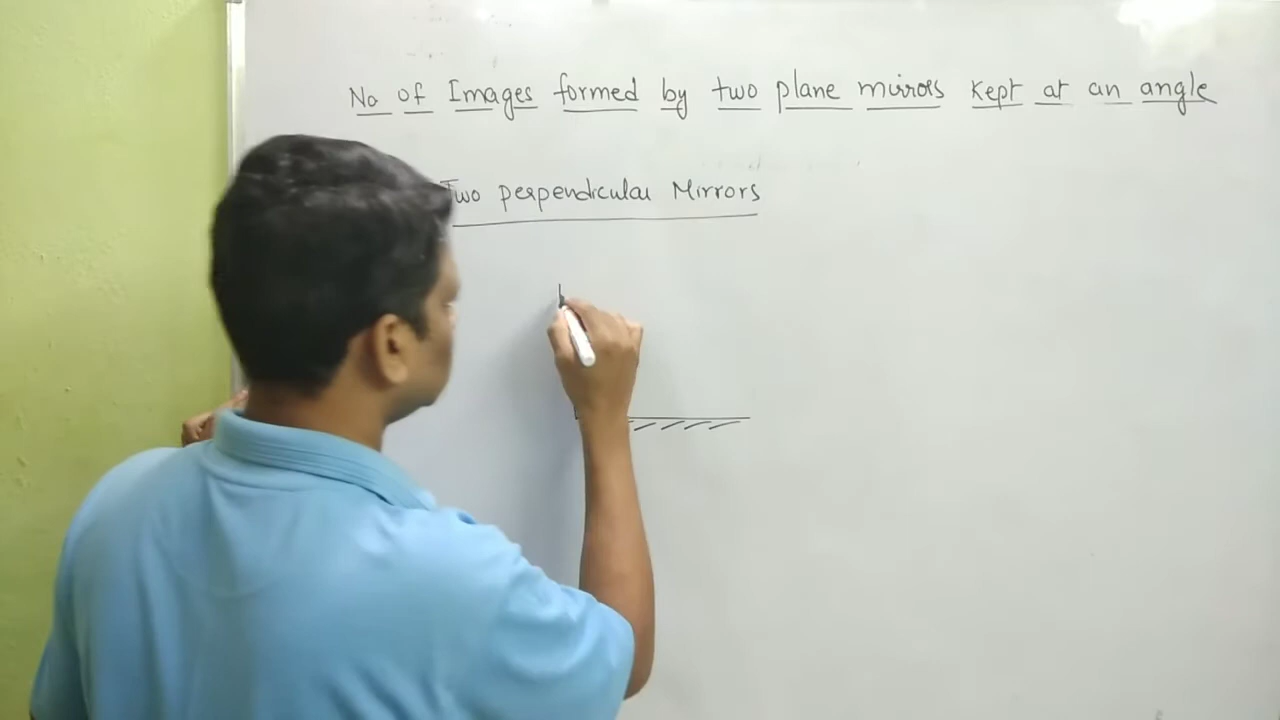 No of Images formed by two plane mirrors kept at an angle
Two perpendicular Mirrors